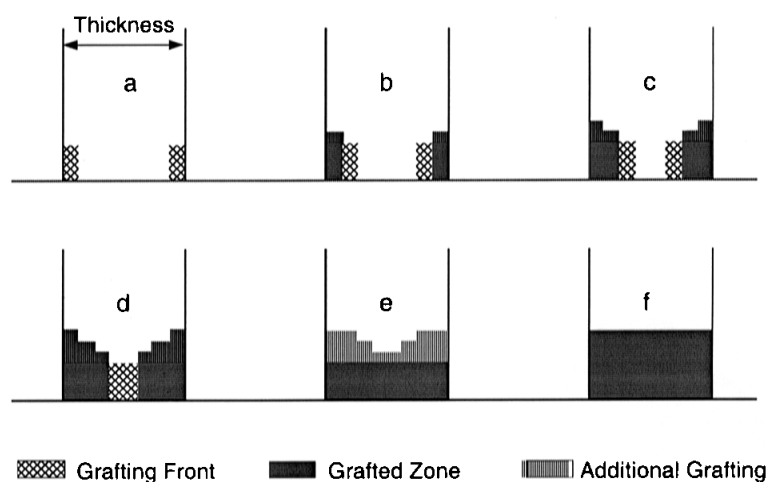 Thickness
a
b
c
d
e
f
Grafting Front
Grafted Zone
Additional Grafting